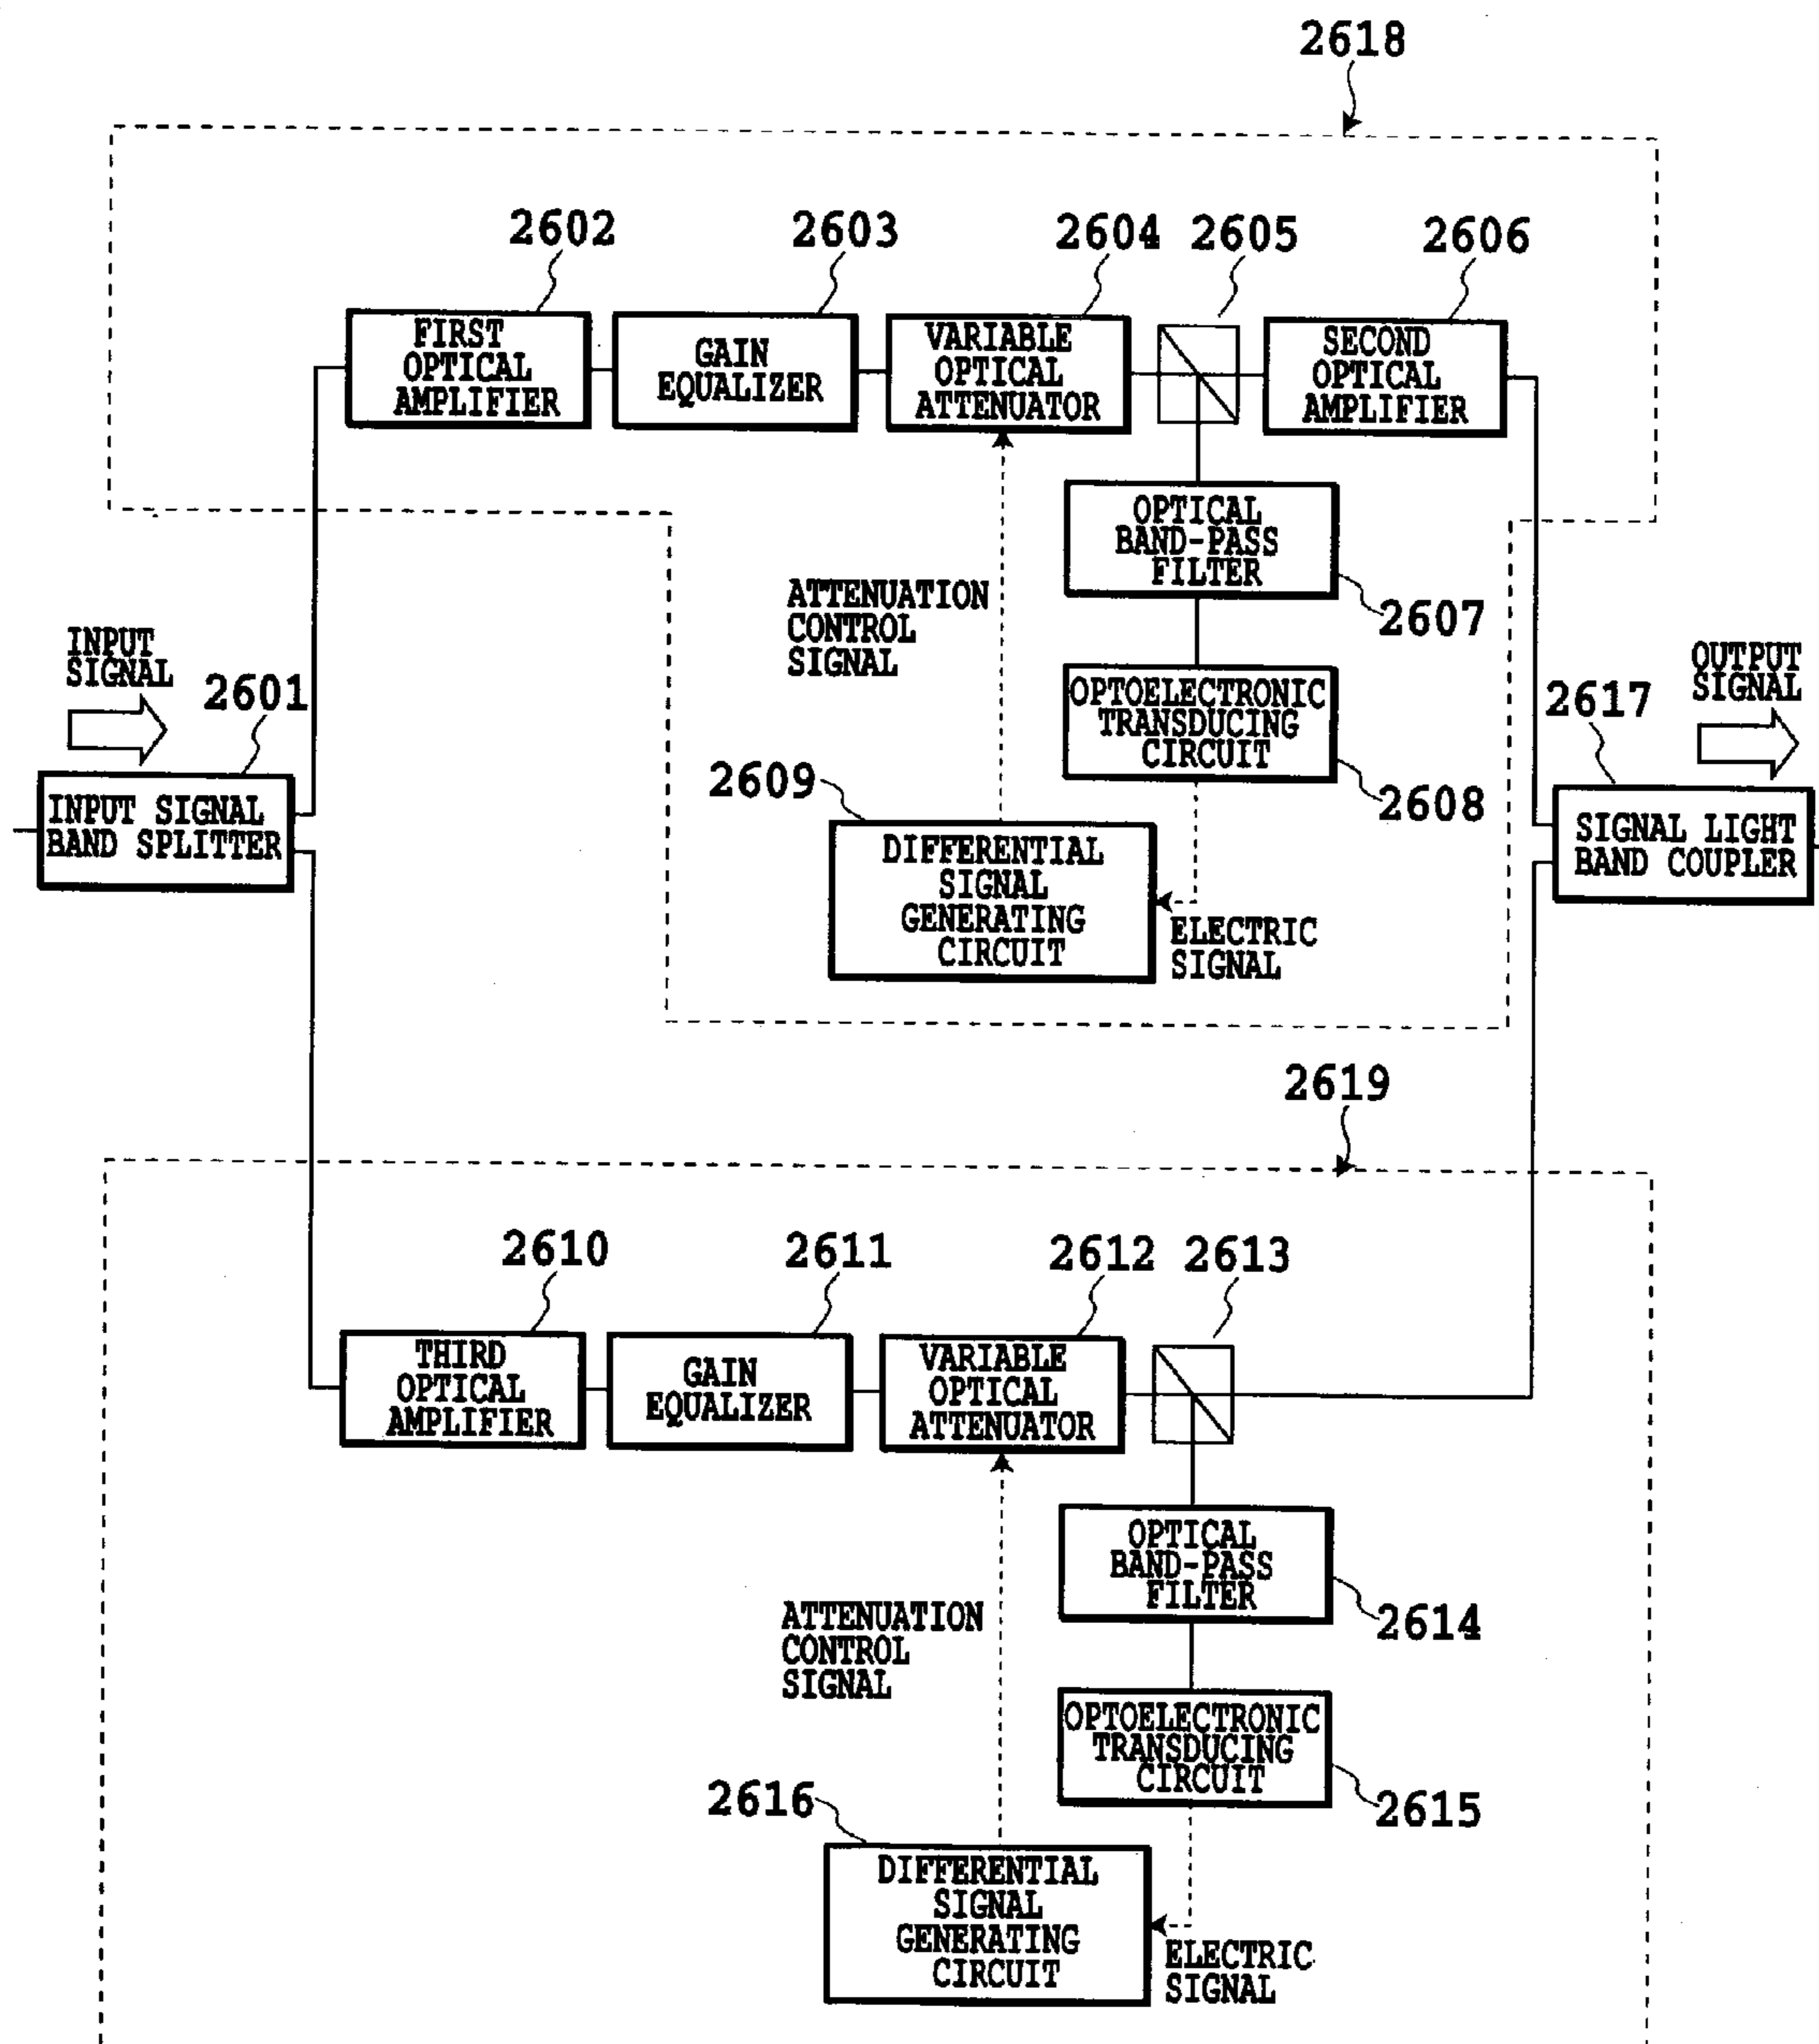 2618
2602
2603
2604
2605
2606
FIRST
OPTICAL
AMPLIFIER
GAIN
EQUALIZER
VARIABLE
OPTICAL
ATTENUATOR
SECOND
OPTICAL
AMPLIFIER
OPTICAL
BAND-PASS
FILTER
2607
ATTENUATION
CONTROL
SIGNAL
INPUT
SIGNAL
2601
OPTOELECTRONIC
TRANSDUCING
CIRCUIT
2608
OUTPUT
SIGNAL
2617
2609
INPUT SIGNAL
BAND SPLITTER
DIFFERENTIAL
SIGNAL
GENERATING
CIRCUIT
ELECTRIC
SIGNAL
SIGNAL LIGHT
BAND COUPLER
2619
2610
2611
2612
2613
THIRD
OPTICAL
AMPLIFIER
GAIN
EQUALIZER
VARIABLE
OPTICAL
ATTENUATOR
OPTICAL
BAND-PASS
FILTER
2614
ATTENUATION
CONTROL
SIGNAL
OPTOELECTRONIC
TRANSDUCING
CIRCUIT
2615
2616
DIFFERENTIAL
SIGNAL
GENERATING
CIRCUIT
ELECTRIC
SIGNAL